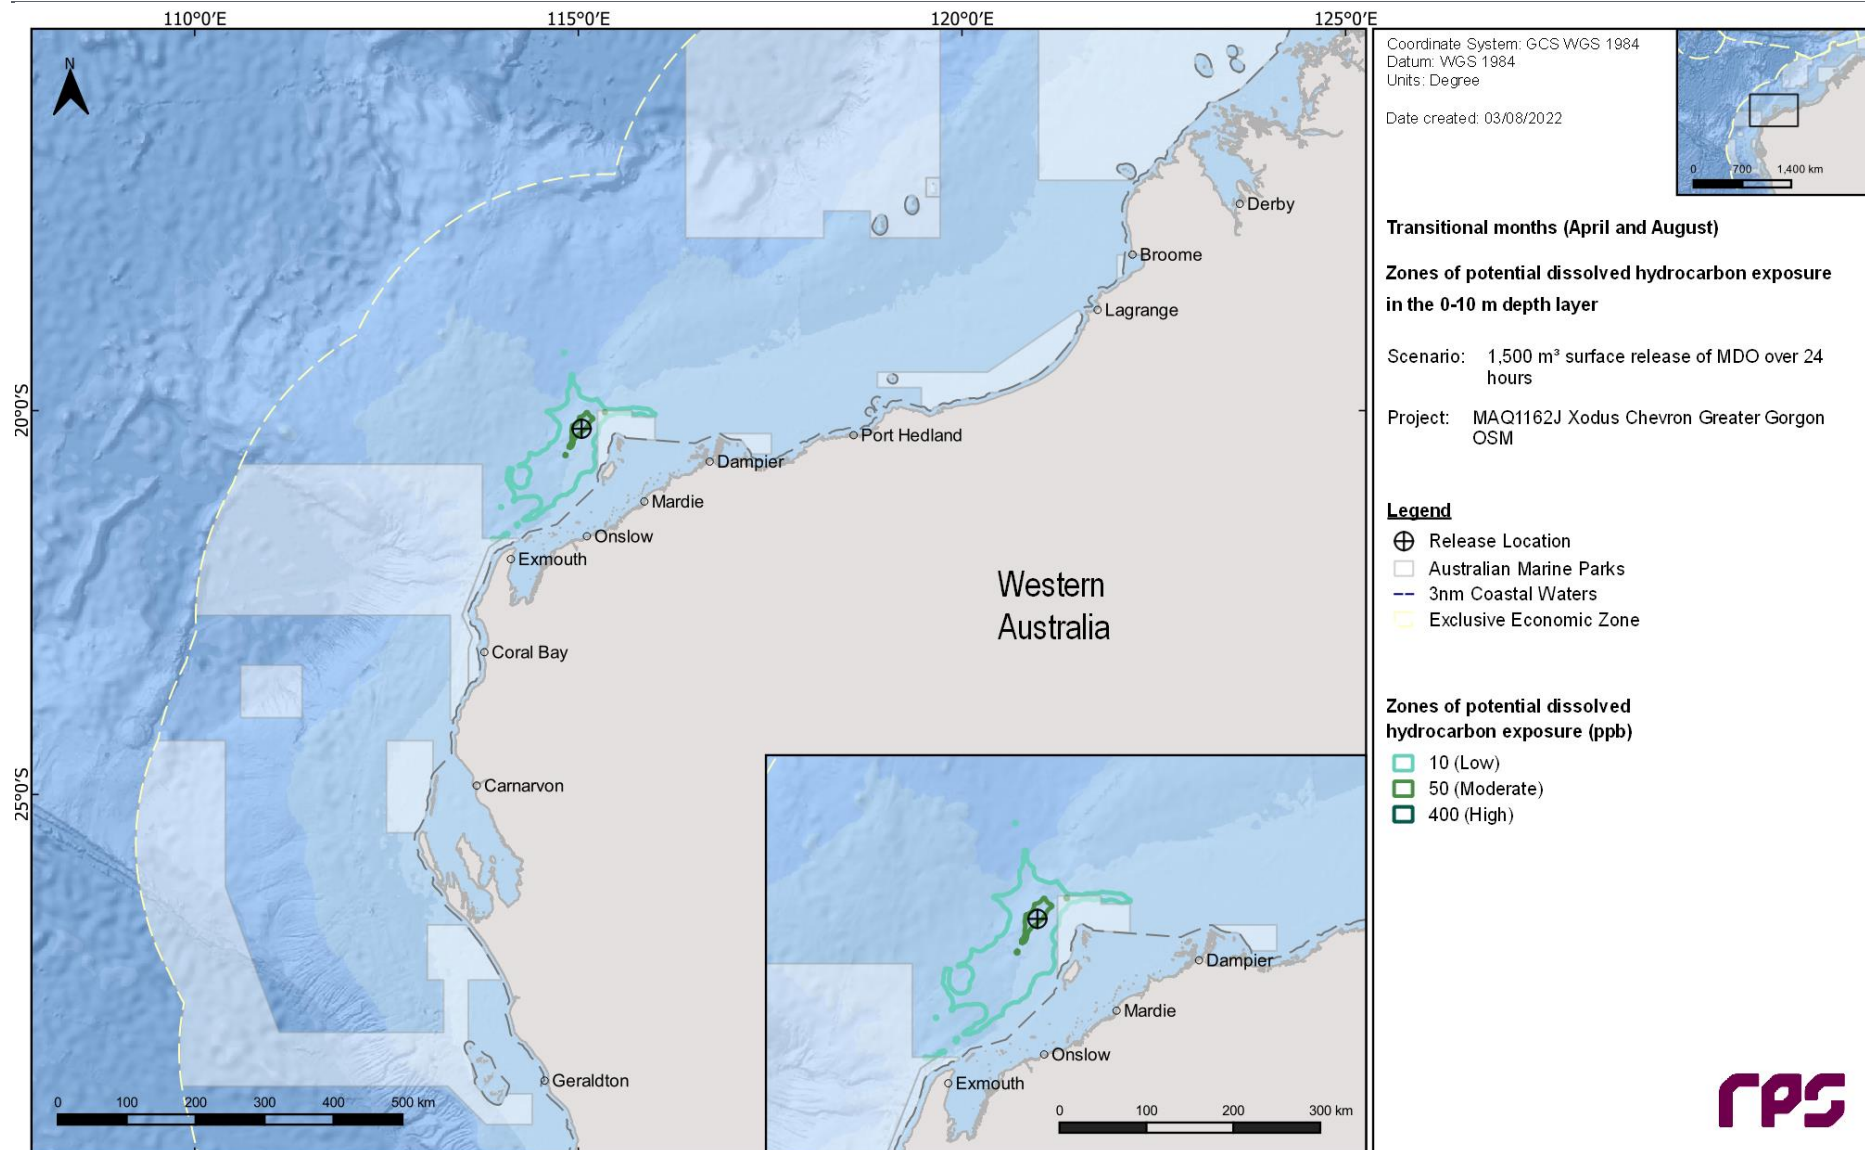 110°0′E
115°0′E
120°0′E
125°0′E
20°0′S
25°0′S
N
Derby
Broome
Lagrange
Port Hedland
Dampier
Mardie
Onslow
Exmouth
Western
Australia
Coral Bay
Carnarvon
Geraldton
0 100 200 300 400 500 km
Dampier
Mardie
Onslow
Exmouth
0 100 200 300 km
Coordinate System: GCS WGS 1984
Datum: WGS 1984
Units: Degree
Date created: 03/08/2022
0 700 1,400 km
Transitional months (April and August)
Zones of potential dissolved hydrocarbon exposure
in the 0-10 m depth layer
Scenario: 1,500 m³ surface release of MDO over 24
hours
Project: MAQ1162J Xodus Chevron Greater Gorgon
OSM
Legend
Release Location
Australian Marine Parks
3nm Coastal Waters
Exclusive Economic Zone
Zones of potential dissolved
hydrocarbon exposure (ppb)
10 (Low)
50 (Moderate)
400 (High)
rps